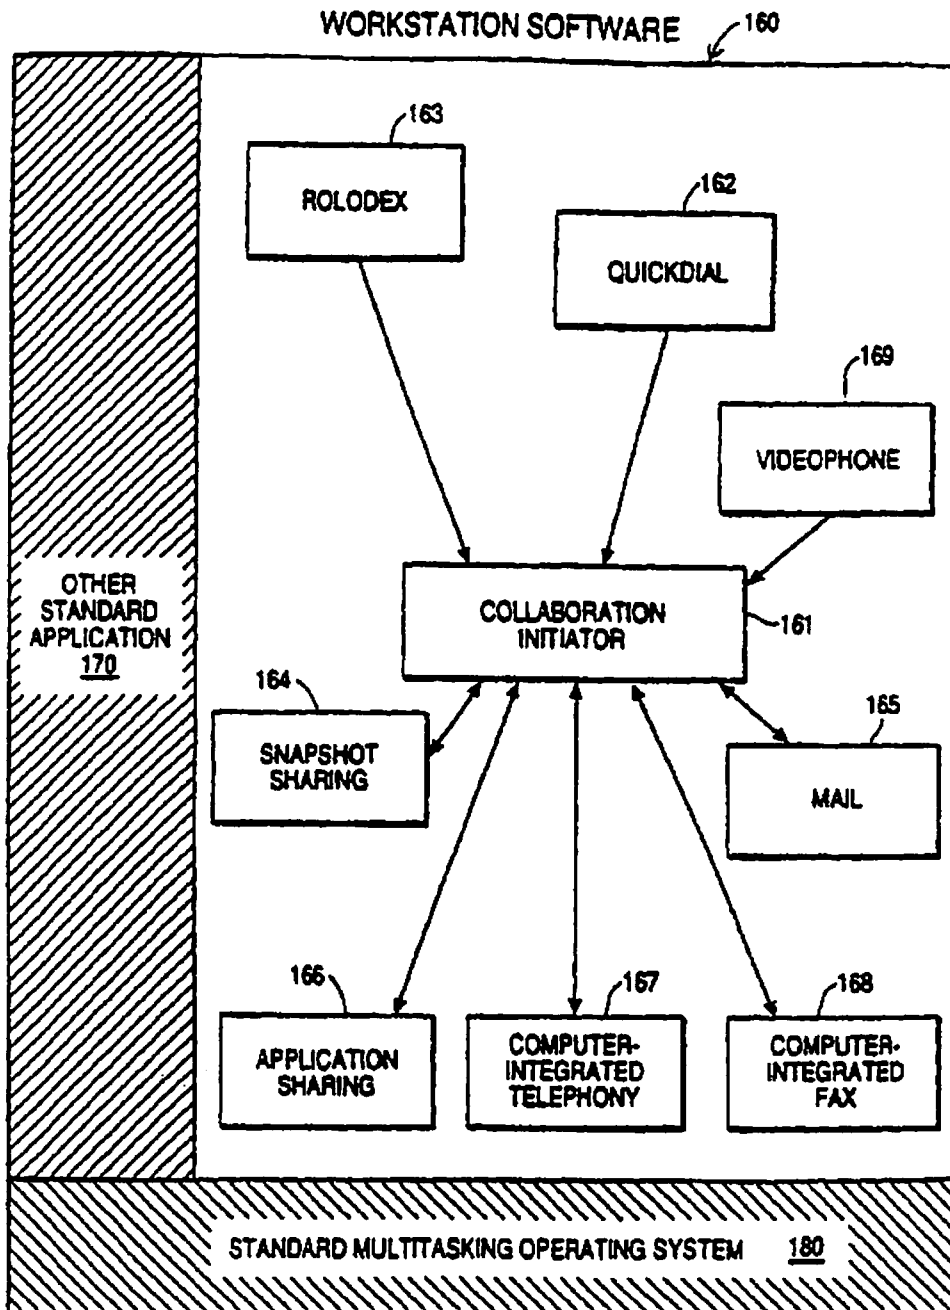 WORKSTATION SOFTWARE
160
163
ROLODEX
162
QUICKDIAL
169
VIDEOPHONE
COLLABORATION
INITIATOR
161
OTHER
STANDARD
APPLICATION
170
164
SNAPSHOT
SHARING
165
MAIL
166
APPLICATION
SHARING
167
COMPUTER-
INTEGRATED
TELEPHONY
168
COMPUTER-
INTEGRATED
FAX
STANDARD MULTITASKING OPERATING SYSTEM 180